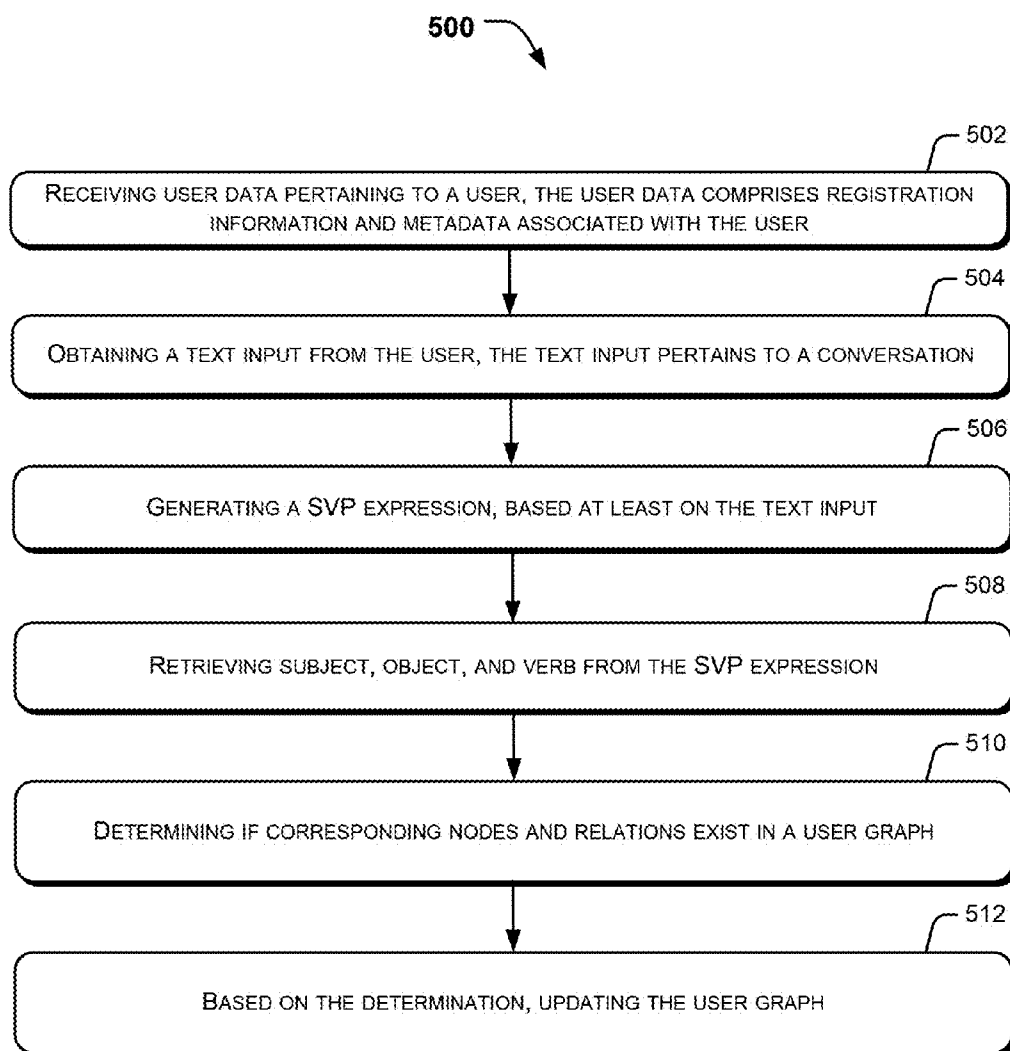 500
502
RECEIVING USER DATA PERTAINING TO A USER, THE USER DATA COMPRISES REGISTRATION
INFORMATION AND METADATA ASSOCIATED WITH THE USER
504
OBTAINING A TEXT INPUT FROM THE USER, THE TEXT INPUT PERTAINS TO A CONVERSATION
506
GENERATING A SVP EXPRESSION, BASED AT LEAST ON THE TEXT INPUT
508
RETRIEVING SUBJECT, OBJECT, AND VERB FROM THE SVP EXPRESSION
510
DETERMINING IF CORRESPONDING NODES AND RELATIONS EXIST IN A USER GRAPH
512
BASED ON THE DETERMINATION, UPDATING THE USER GRAPH